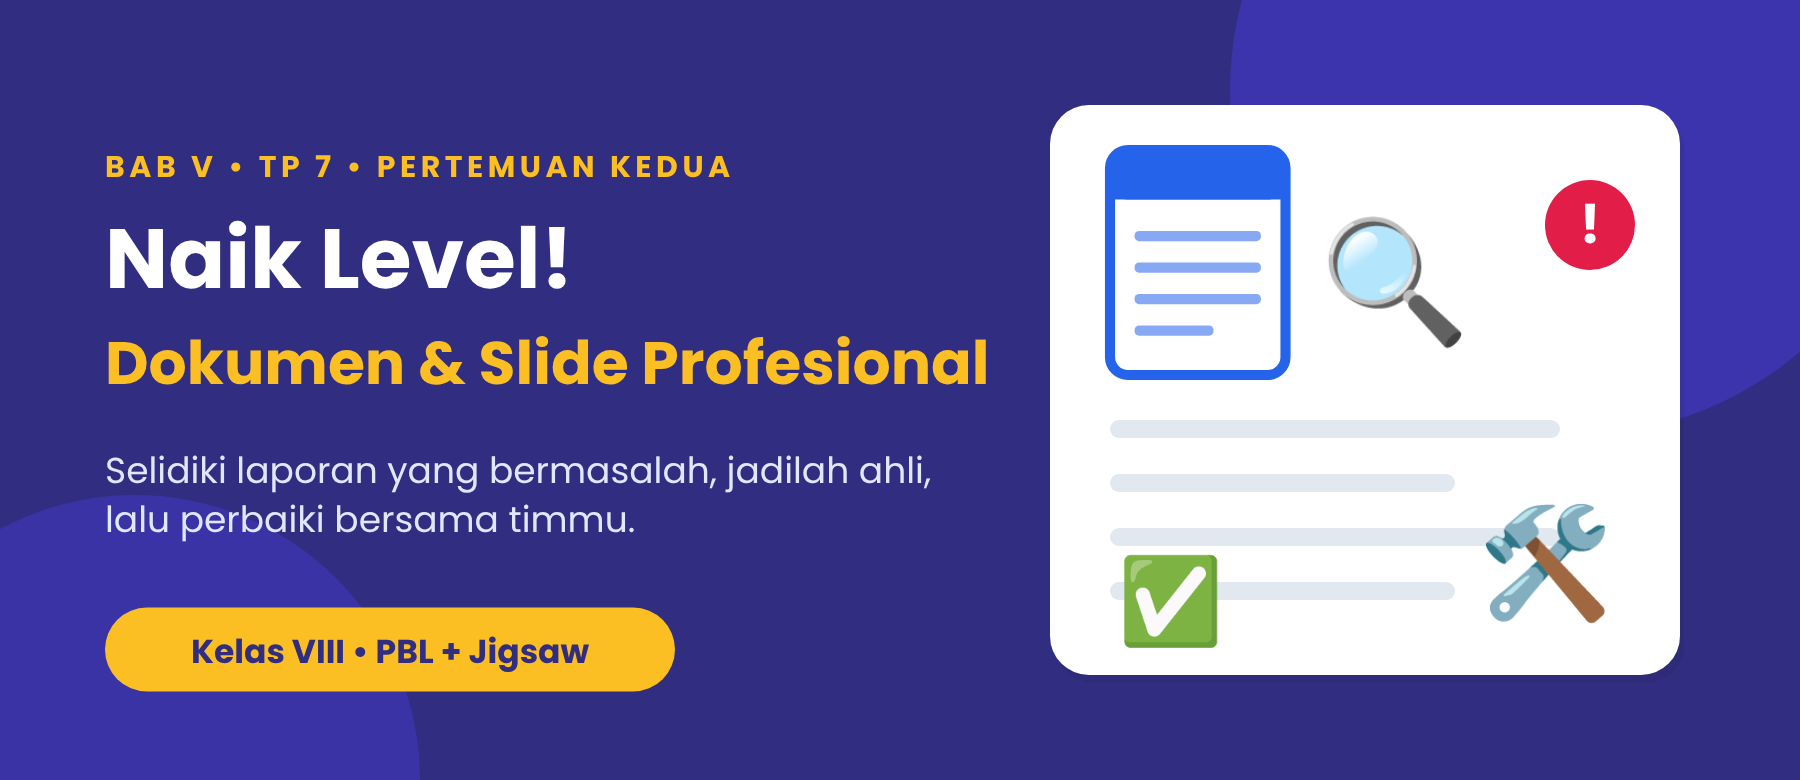 BAB V • TP 7 • PERTEMUAN KEDUA
Naik Level!
Dokumen & Slide Profesional
Selidiki laporan yang bermasalah, jadilah ahli,
lalu perbaiki bersama timmu.
Kelas VIII • PBL + Jigsaw
!